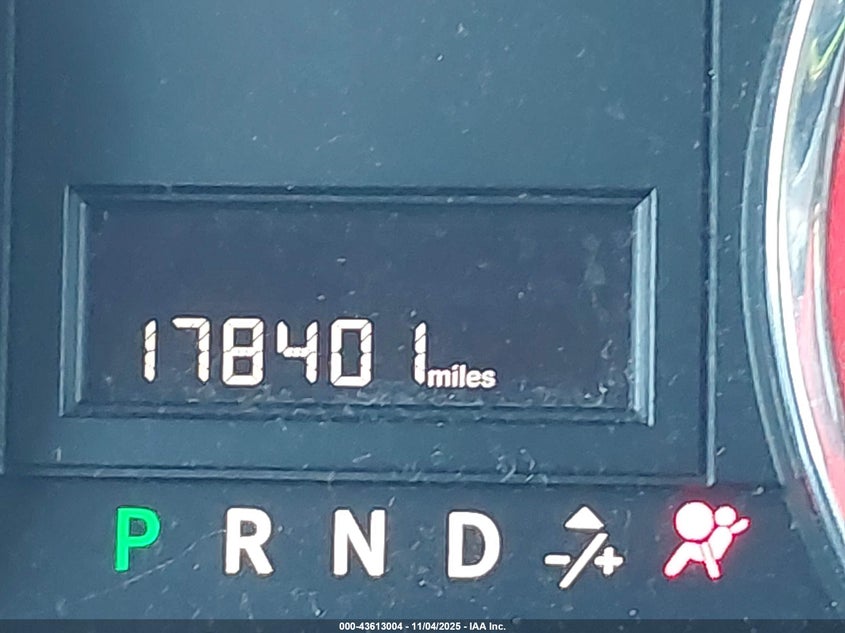 178401 miles
P R N D -/+
000-43613004 - 11/04/2025 - IAA Inc.